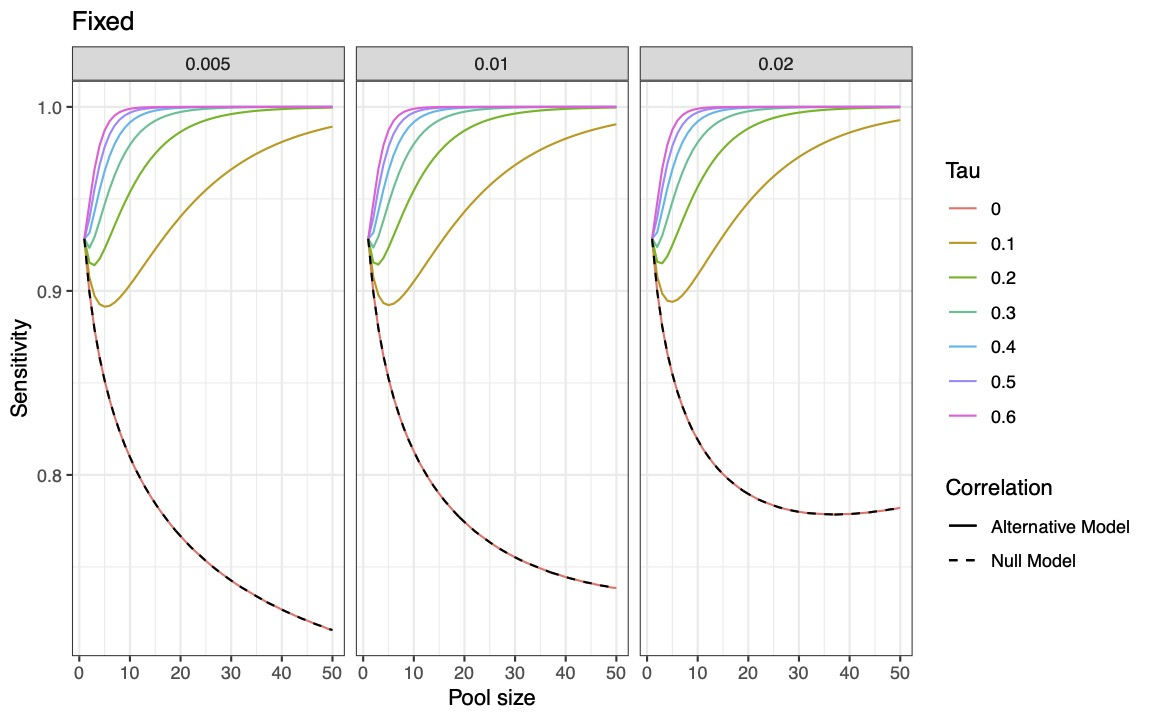 Fixed
0.005 0.01 0.02
1.0
0.9
0.8
Sensitivity
0 10 20 30 40 50 0 10 20 30 40 50 0 10 20 30 40 50
Pool size
Tau
0
0.1
0.2
0.3
0.4
0.5
0.6
Correlation
Alternative Model
Null Model